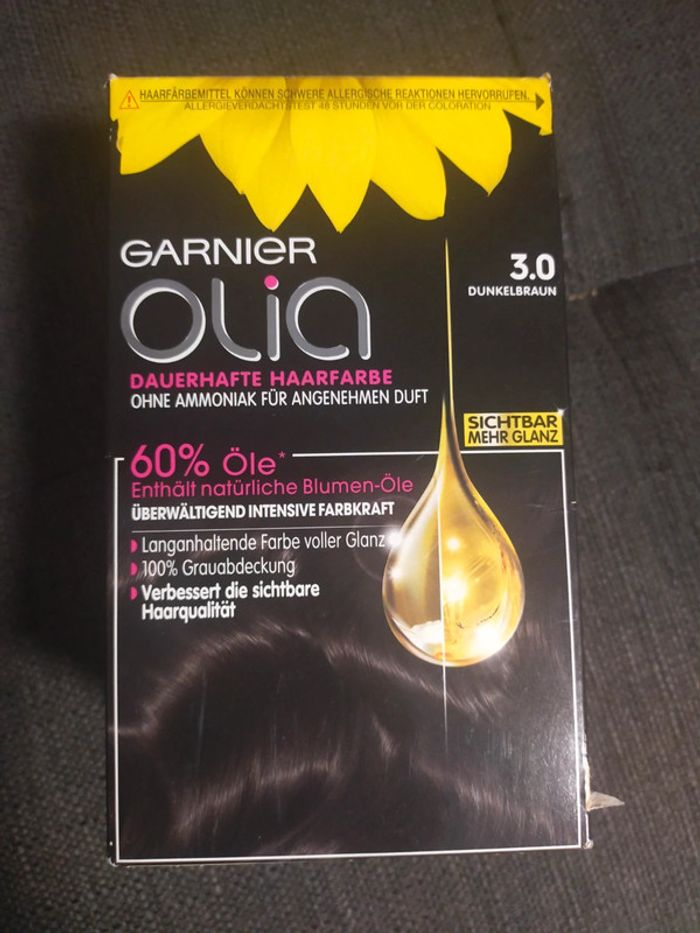 HAARFÄRBEMITTEL KÖNNEN SCHWERE ALLERGISCHE REAKTIONEN HERVORRUFEN.
ALLERGIEVERDACHTSTEST 48 STUNDEN VOR DER COLORATION
GARNIER
OLIA
3.0
DUNKELBRAUN
DAUERHAFTE HAARFARBE
OHNE AMMONIAK FÜR ANGENEHMEN DUFT
SICHTBAR
MEHR GLANZ
60% Öle*
Enthält natürliche Blumen-Öle
ÜBERWÄLTIGEND INTENSIVE FARBKRAFT
Langanhaltende Farbe voller Glanz
100% Grauabdeckung
Verbessert die sichtbare
Haarqualität